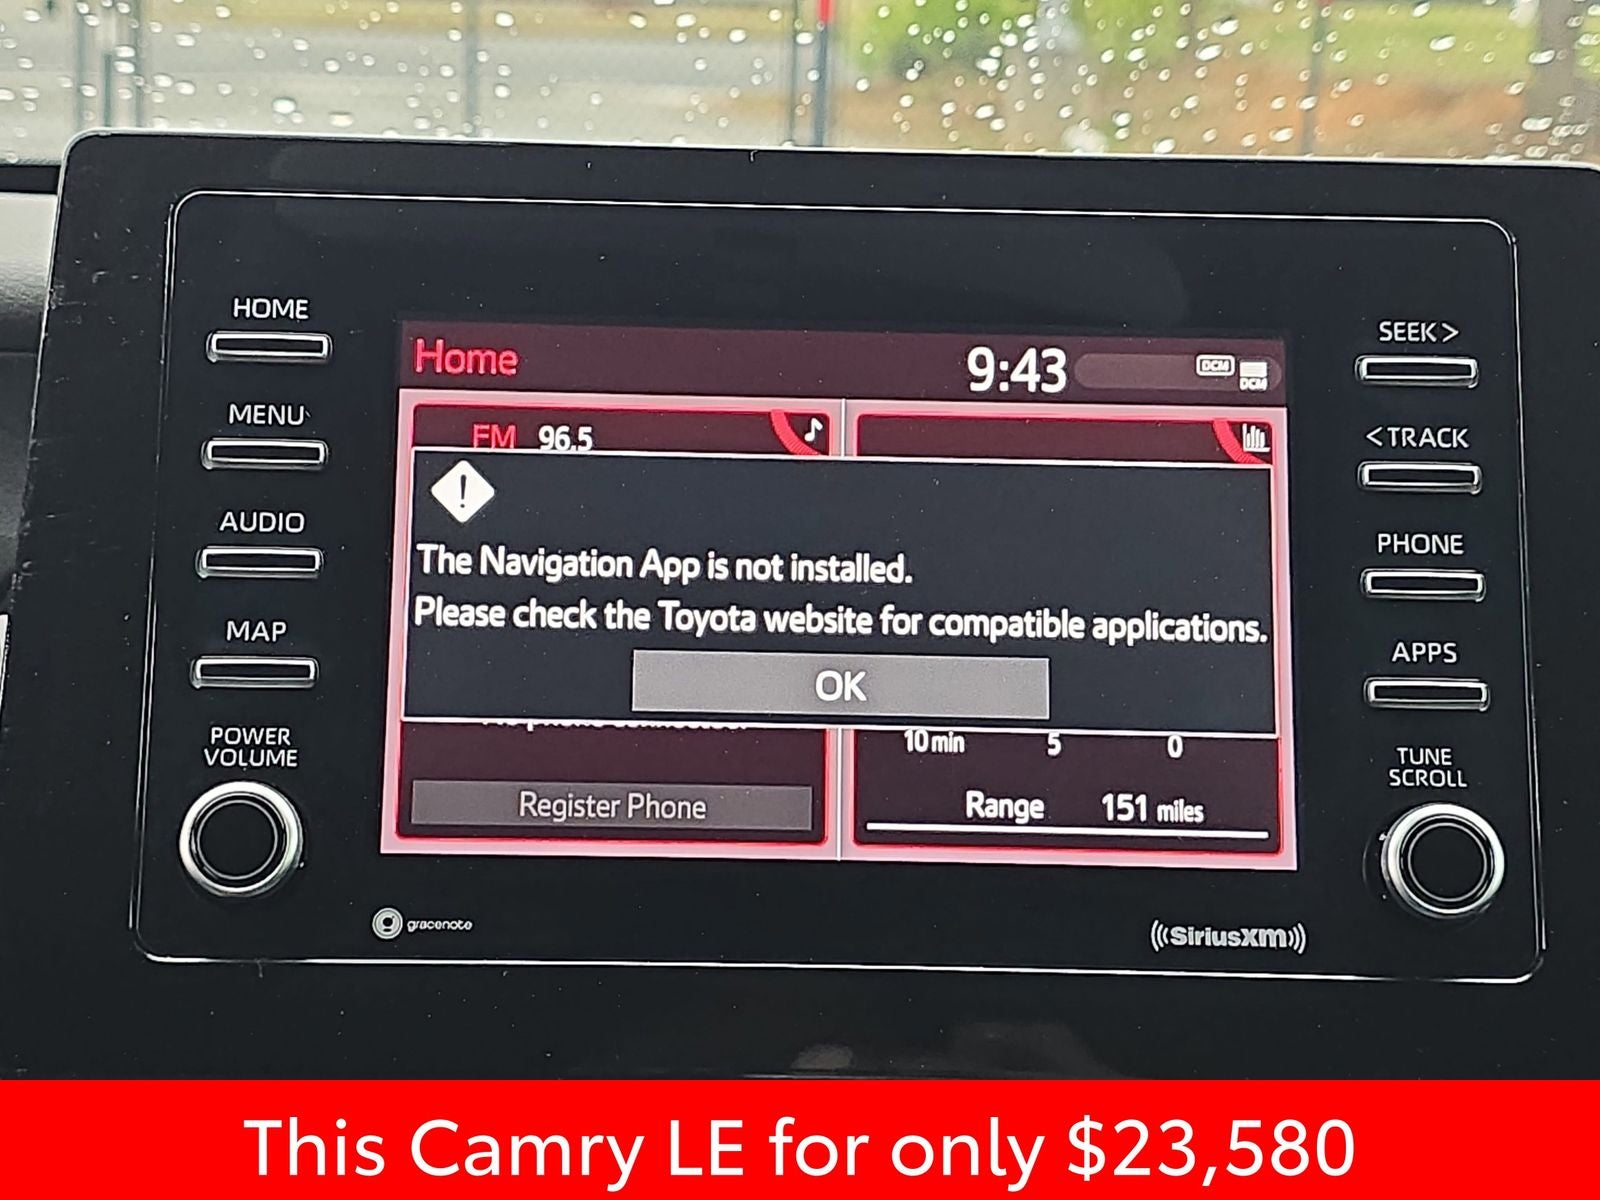 HOME
MENU
AUDIO
MAP
POWER
VOLUME
Home
9:43
DCM
DCM
FM 96.5
!
The Navigation App is not installed.
Please check the Toyota website for compatible applications.
OK
10 min 5 0
Register Phone
Range 151 miles
SEEK>
<TRACK
PHONE
APPS
TUNE
SCROLL
gracenote
((SiriusXM))
This Camry LE for only $23,580